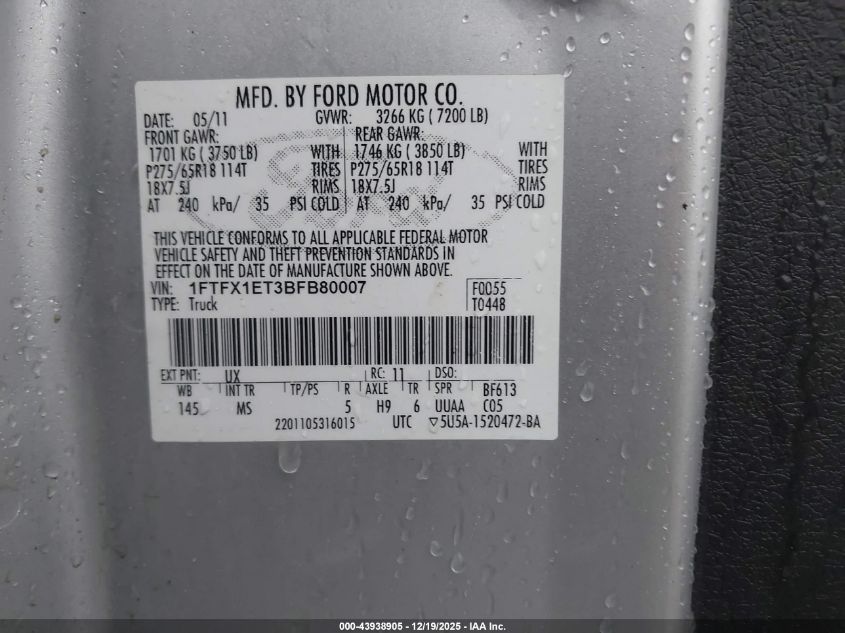 MFD. BY FORD MOTOR CO.
DATE: 05/11 GVWR: 3266 KG ( 7200 LB)
FRONT GAWR: REAR GAWR:
1701 KG ( 3750 LB) WITH 1746 KG ( 3850 LB) WITH
P275/65R18 114T TIRES P275/65R18 114T TIRES
18X7.5J RIMS 18X7.5J RIMS
AT 240 kPa/ 35 PSI COLD AT 240 kPa/ 35 PSI COLD
THIS VEHICLE CONFORMS TO ALL APPLICABLE FEDERAL MOTOR
VEHICLE SAFETY AND THEFT PREVENTION STANDARDS IN
EFFECT ON THE DATE OF MANUFACTURE SHOWN ABOVE.
VIN: 1FTFX1ET3BFB80007 F0055
TYPE: Truck T0448
EXT PNT: UX RC: 11 DSO:
WB INT TR TP/PS R AXLE TR SPR BF613
145 MS 5 H9 6 UUAA C05
2201105316015 UTC ▽5U5A-1520472-BA
000-43938905 - 12/19/2025 - IAA Inc.